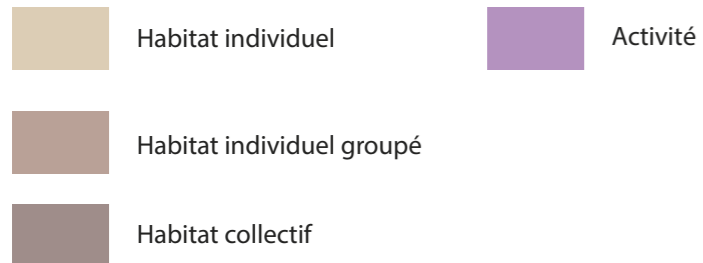 Habitat individuel
Activité
Habitat individuel groupé
Habitat collectif